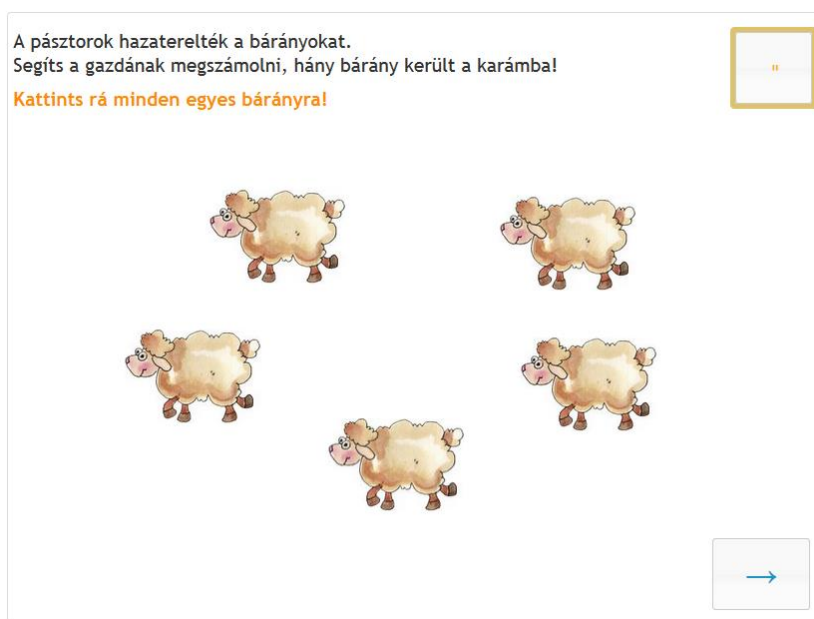 A pásztorok hazaterelték a bárányokat.
Segíts a gazdának megszámolni, hány bárány került a karámba!
Kattints rá minden egyes bárányra!
"
→